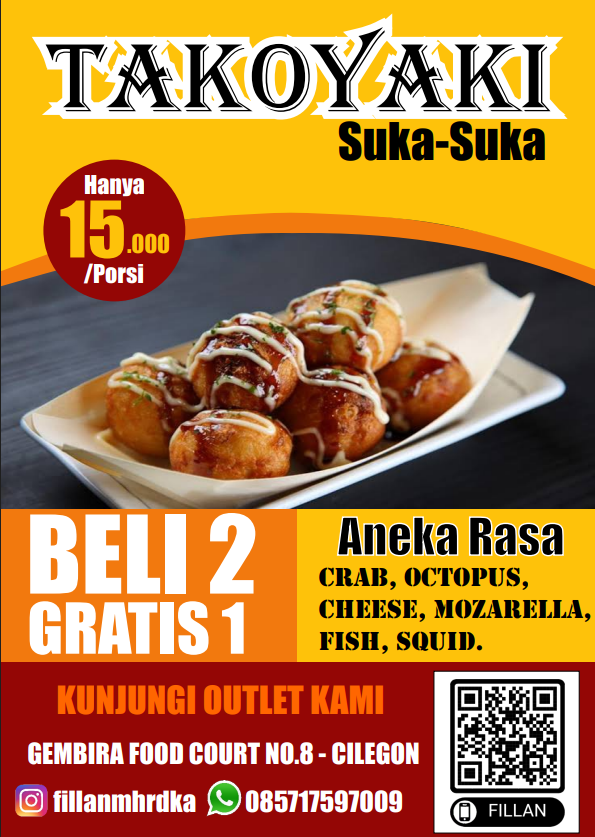 TAKOYAKI
Suka-Suka
Hanya
15.000
/Porsi
BELI 2
GRATIS 1
Aneka Rasa
CRAB, OCTOPUS,
CHEESE, MOZARELLA,
FISH, SQUID.
KUNJUNGI OUTLET KAMI
GEMBIRA FOOD COURT NO.8 - CILEGON
fillanmhrdka 085717597009
FILLAN